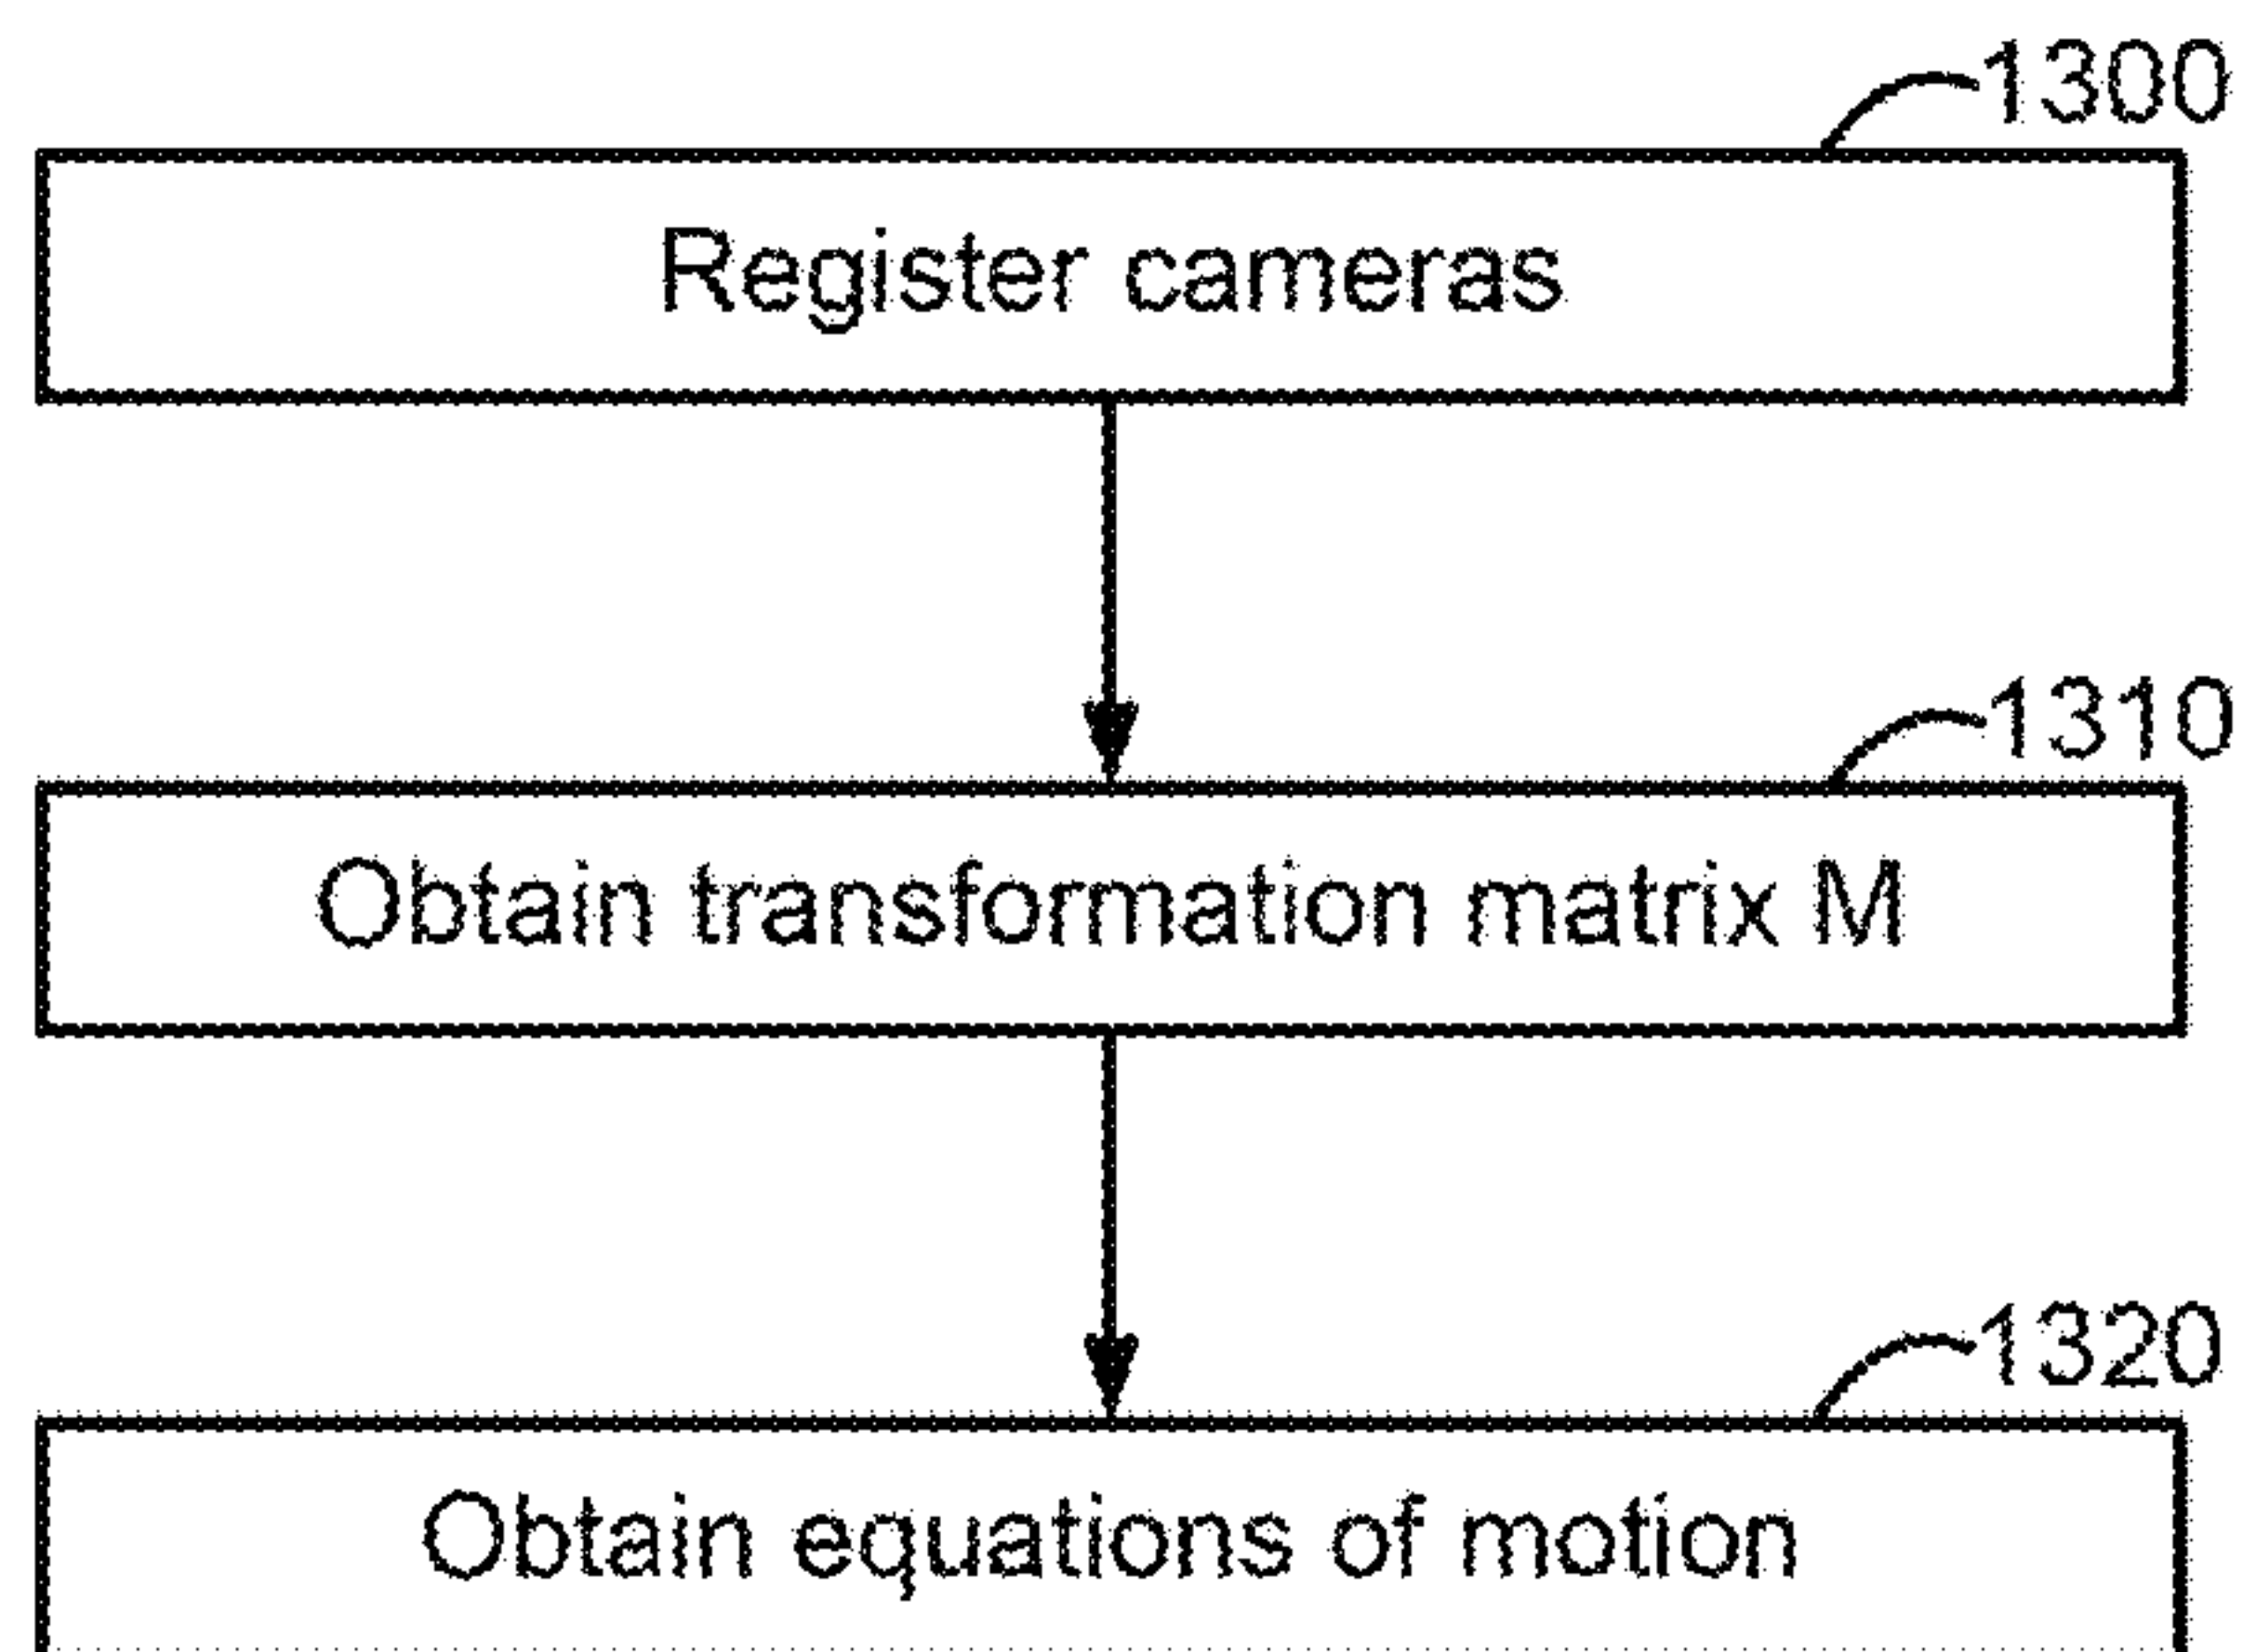 1300
Register cameras
1310
Obtain transformation matrix M
1320
Obtain equations of motion